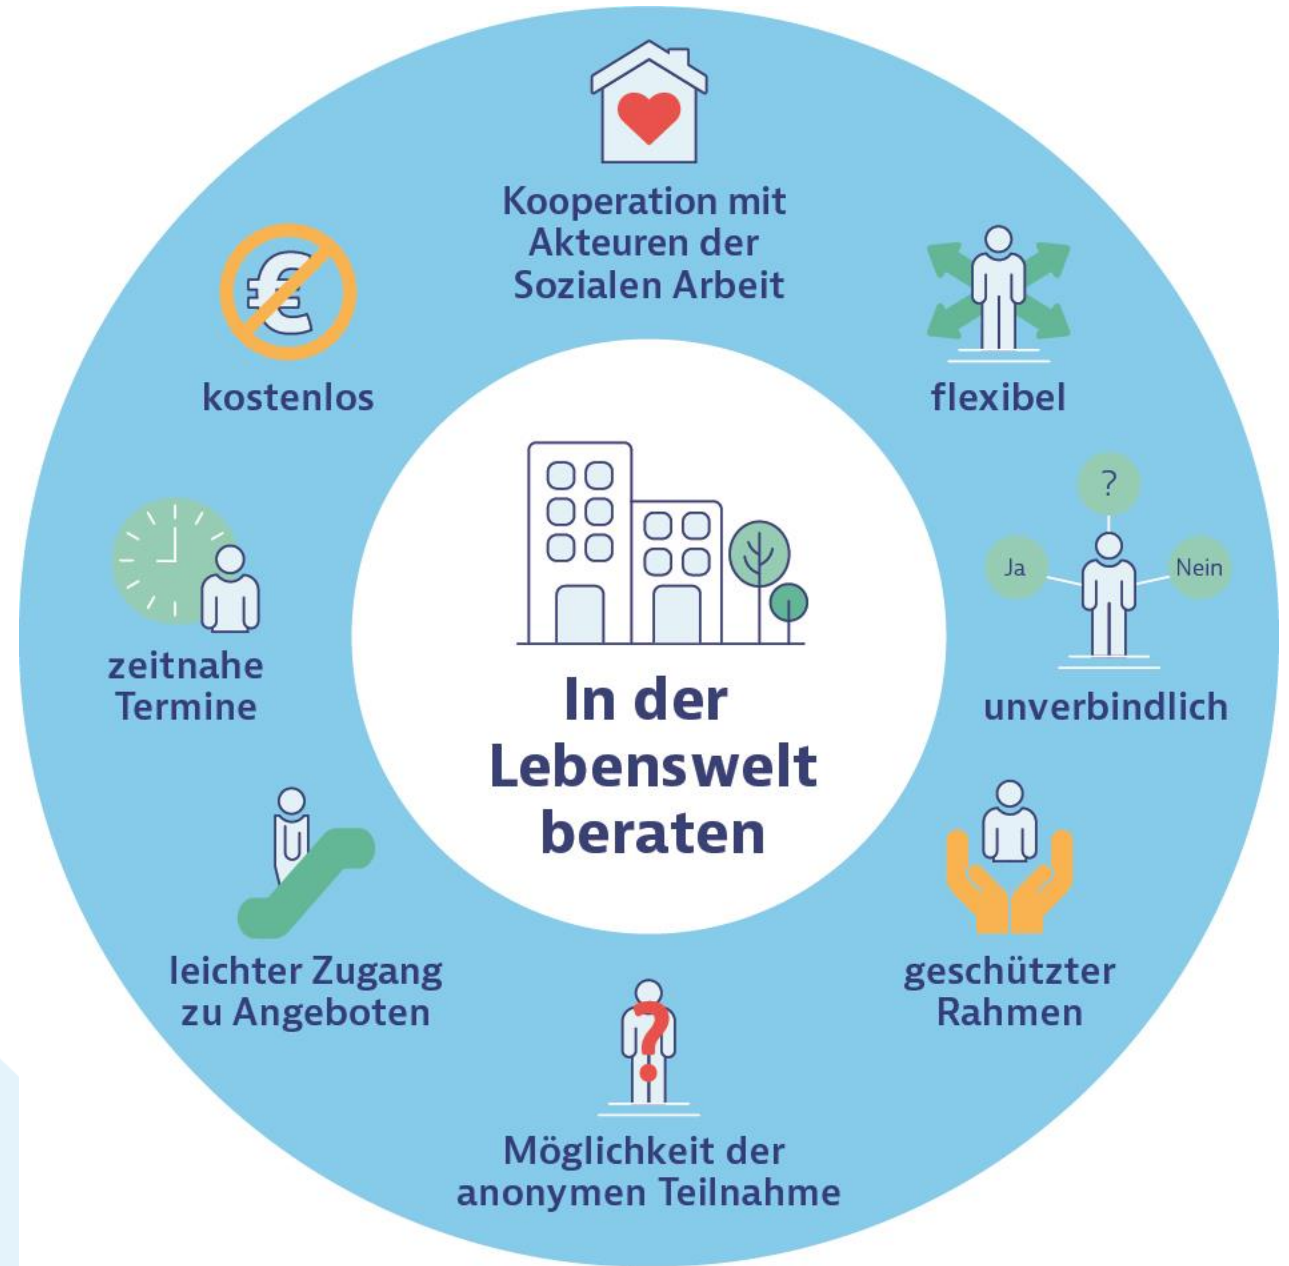 Kooperation mit
Akteuren der
Sozialen Arbeit
flexibel
?
Ja
Nein
unverbindlich
geschützter
Rahmen
?
Möglichkeit der
anonymen Teilnahme
leichter Zugang
zu Angeboten
zeitnahe
Termine
€
kostenlos
In der
Lebenswelt
beraten